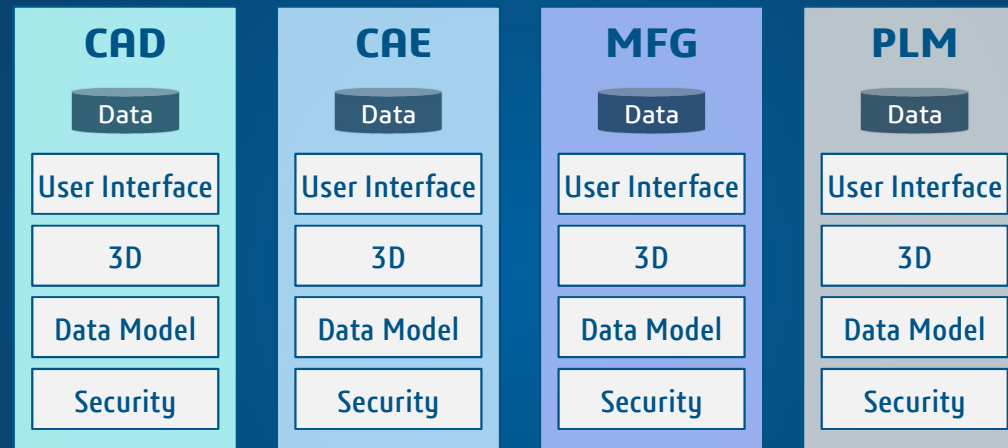 CAD
Data
User Interface
3D
Data Model
Security
CAE
Data
User Interface
3D
Data Model
Security
MFG
Data
User Interface
3D
Data Model
Security
PLM
Data
User Interface
3D
Data Model
Security